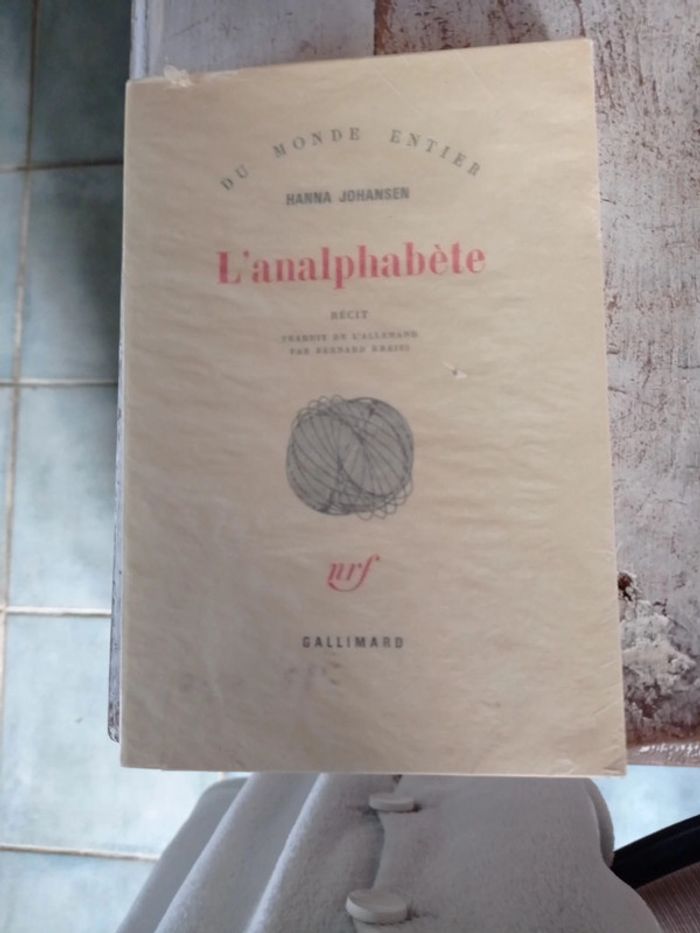 DU MONDE ENTIER
HANNA JOHANSEN
L'analphabète
RÉCIT
TRADUIT DE L'ALLEMAND
PAR BERNARD KREISS
nrf
GALLIMARD